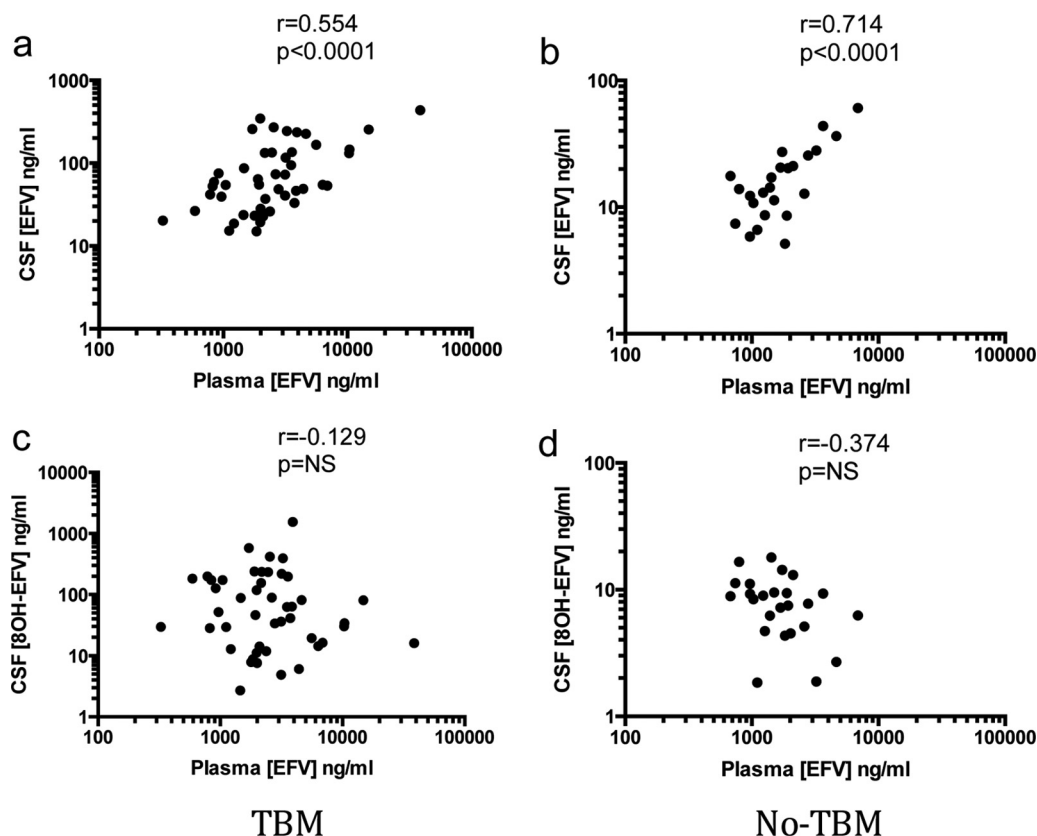 a
r=0.554
p<0.0001
1000
100
10
1
CSF [EFV] ng/ml
100
1000
10000
100000
Plasma [EFV] ng/ml
b
r=0.714
p<0.0001
100
10
1
CSF [EFV] ng/ml
100
1000
10000
100000
Plasma [EFV] ng/ml
c
r=-0.129
p=NS
10000
1000
100
10
1
CSF [8OH-EFV] ng/ml
100
1000
10000
100000
Plasma [EFV] ng/ml
TBM
d
r=-0.374
p=NS
100
10
1
CSF [8OH-EFV] ng/ml
100
1000
10000
100000
Plasma [EFV] ng/ml
No-TBM